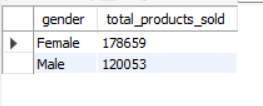 gender total_products_sold
Female 178659
Male 120053